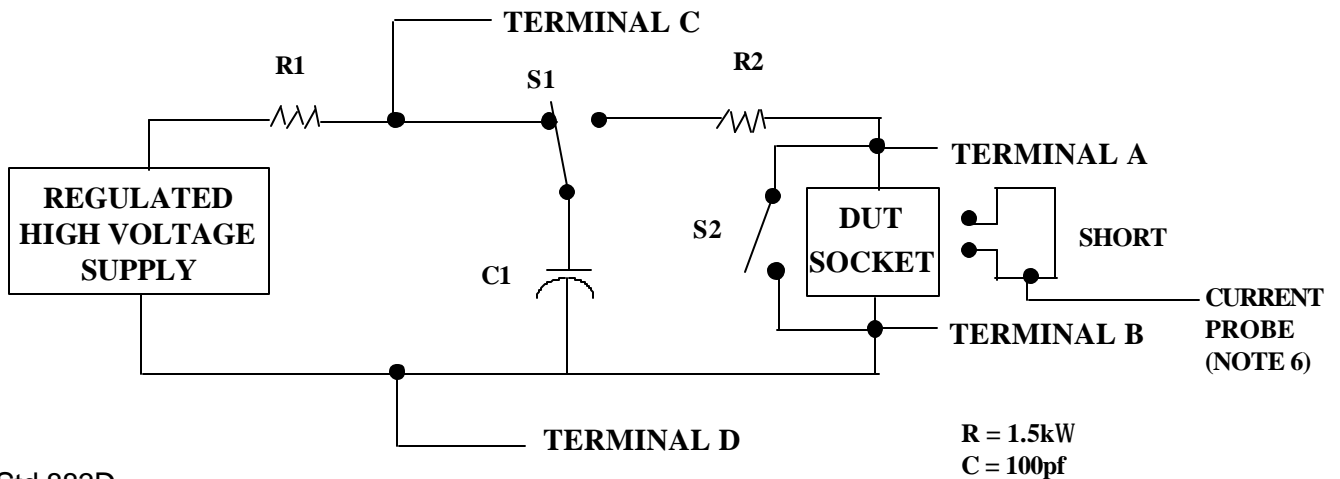 TERMINAL C
R1
S1
R2
TERMINAL A
REGULATED
HIGH VOLTAGE
SUPPLY
S2
DUT
SOCKET
SHORT
C1
CURRENT
PROBE
(NOTE 6)
TERMINAL B
TERMINAL D
R = 1.5kW
C = 100pf